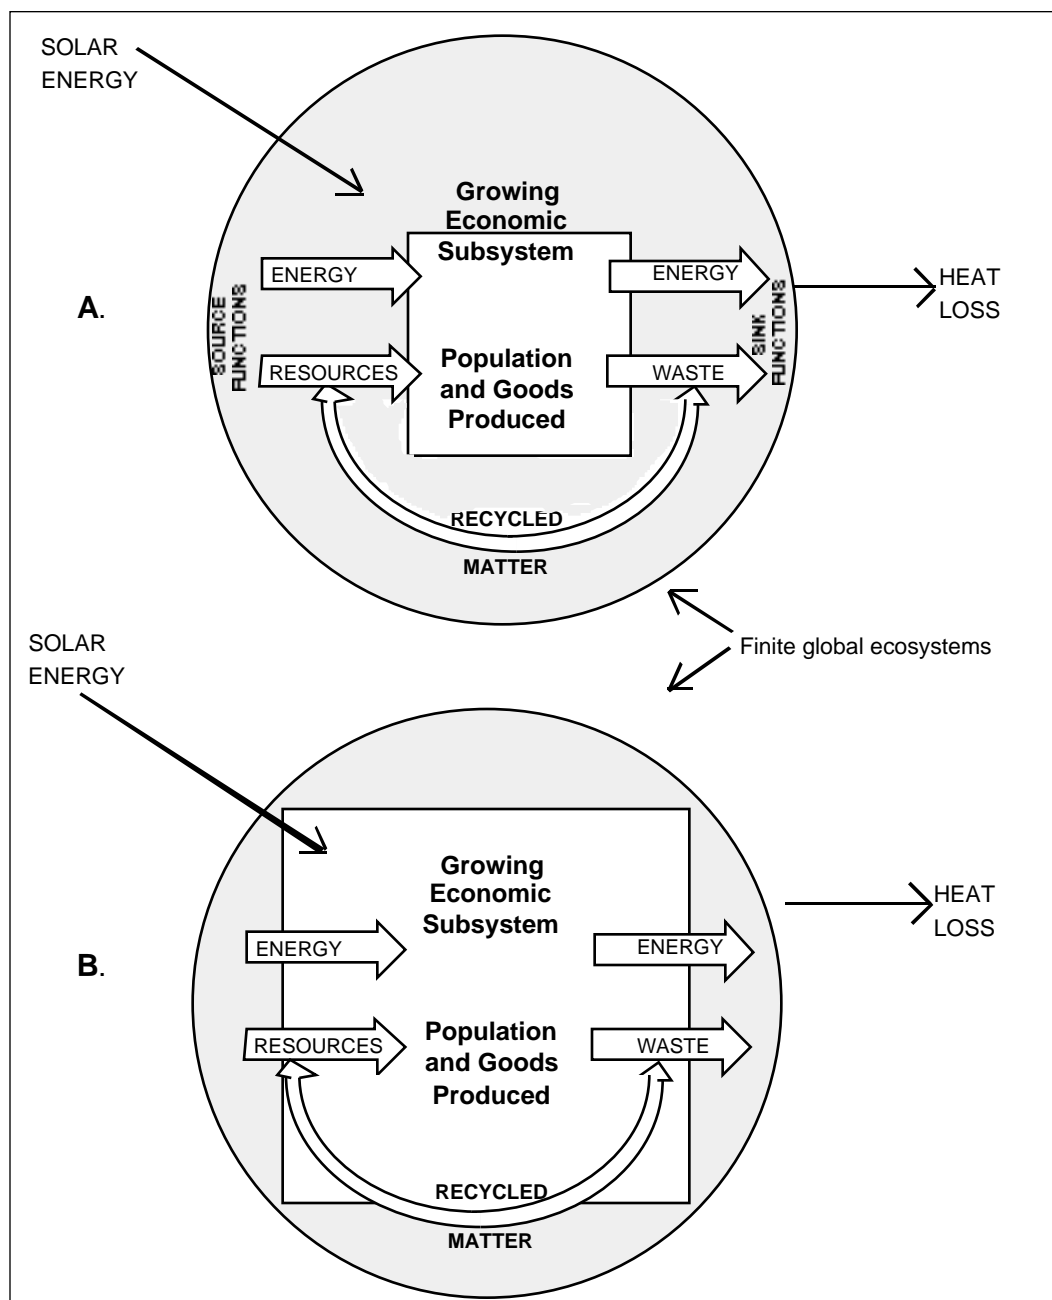 SOLAR
ENERGY
Growing
Economic
Subsystem
ENERGY
ENERGY
HEAT
LOSS
A.
SOURCE
FUNCTIONS
SINK
FUNCTIONS
RESOURCES
Population
and Goods
Produced
WASTE
RECYCLED
MATTER
Finite global ecosystems
SOLAR
ENERGY
Growing
Economic
Subsystem
HEAT
LOSS
ENERGY
ENERGY
B.
RESOURCES
Population
and Goods
Produced
WASTE
RECYCLED
MATTER